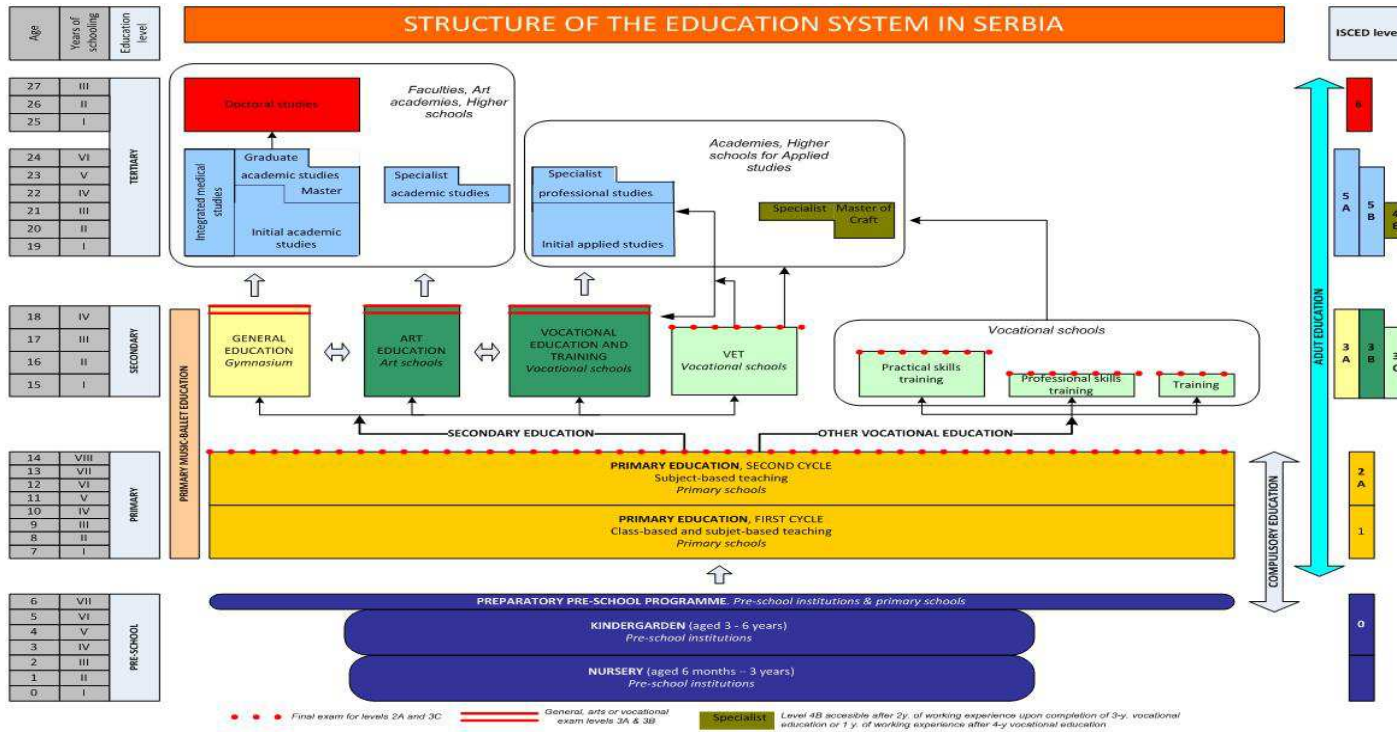 STRUCTURE OF THE EDUCATION SYSTEM IN SERBIA
Age
Years of schooling
Education level
ISCED leve
27 III
26 II
25 I
24 VI
23 V
22 IV
21 III
20 II
19 I
TERTIARY
Doctoral studies
Faculties, Art
academies, Higher
schools
Integrated medical
studies
Graduate
academic studies
Master
Initial academic
studies
Specialist
academic studies
Academies, Higher
schools for Applied
studies
Specialist
professional studies
Initial applied studies
Specialist
Master of
Craft
6
5
A
5
B
4
18 IV
17 III
16 II
15 I
SECONDARY
PRIMARY MUSIC-BALLET EDUCATION
GENERAL
EDUCATION
Gymnasium
ART
EDUCATION
Art schools
VOCATIONAL
EDUCATION AND
TRAINING
Vocational schools
VET
Vocational schools
Vocational schools
Practical skills
training
Professional skills
training
Training
3
A
3
B
3
ADUT EDUCATION
SECONDARY EDUCATION
OTHER VOCATIONAL EDUCATION
14 VIII
13 VII
12 VI
11 V
10 IV
9 III
8 II
7 I
PRIMARY
PRIMARY EDUCATION, SECOND CYCLE
Subject-based teaching
Primary schools
PRIMARY EDUCATION, FIRST CYCLE
Class-based and subjet-based teaching
Primary schools
COMPULSORY EDUCATION
2
A
1
6 VII
5 VI
4 V
3 IV
2 III
1 II
0 I
PRE-SCHOOL
PREPARATORY PRE-SCHOOL PROGRAMME. Pre-school institutions & primary schools
KINDERGARDEN (aged 3 - 6 years)
Pre-school institutions
NURSERY (aged 6 months – 3 years)
Pre-school institutions
0
Final exam for levels 2A and 3C
General, arts or vocational
exam levels 3A & 3B
Specialist
Level 4B accesible after 2y. of working experience upon completion of 3-y. vocational
education or 1 y. of working experience after 4-y vocational education